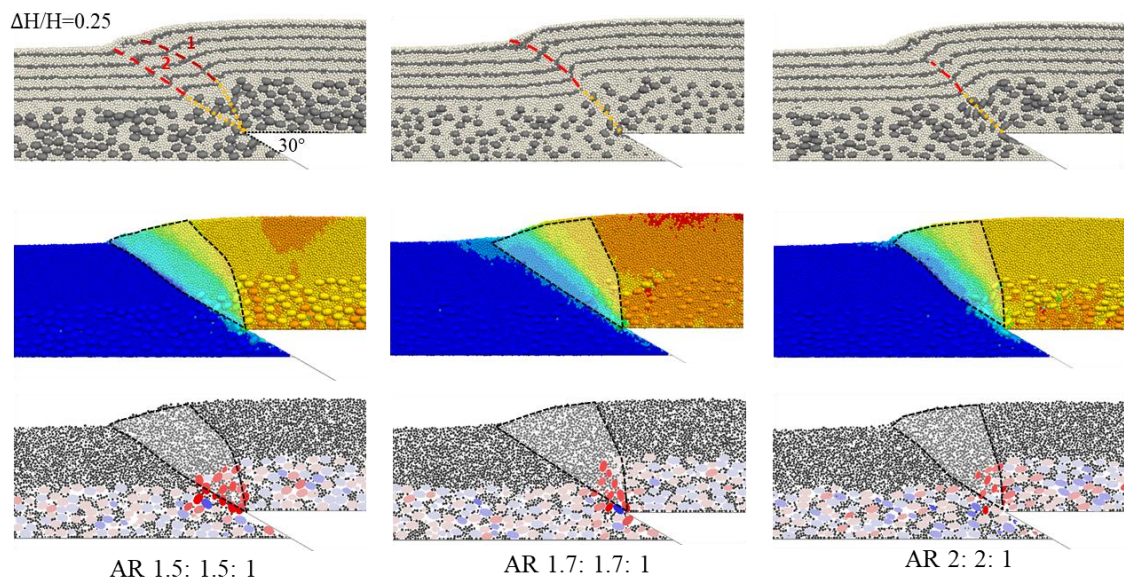 ΔH/H=0.25
1
2
30°
AR 1.5: 1.5: 1
AR 1.7: 1.7: 1
AR 2: 2: 1